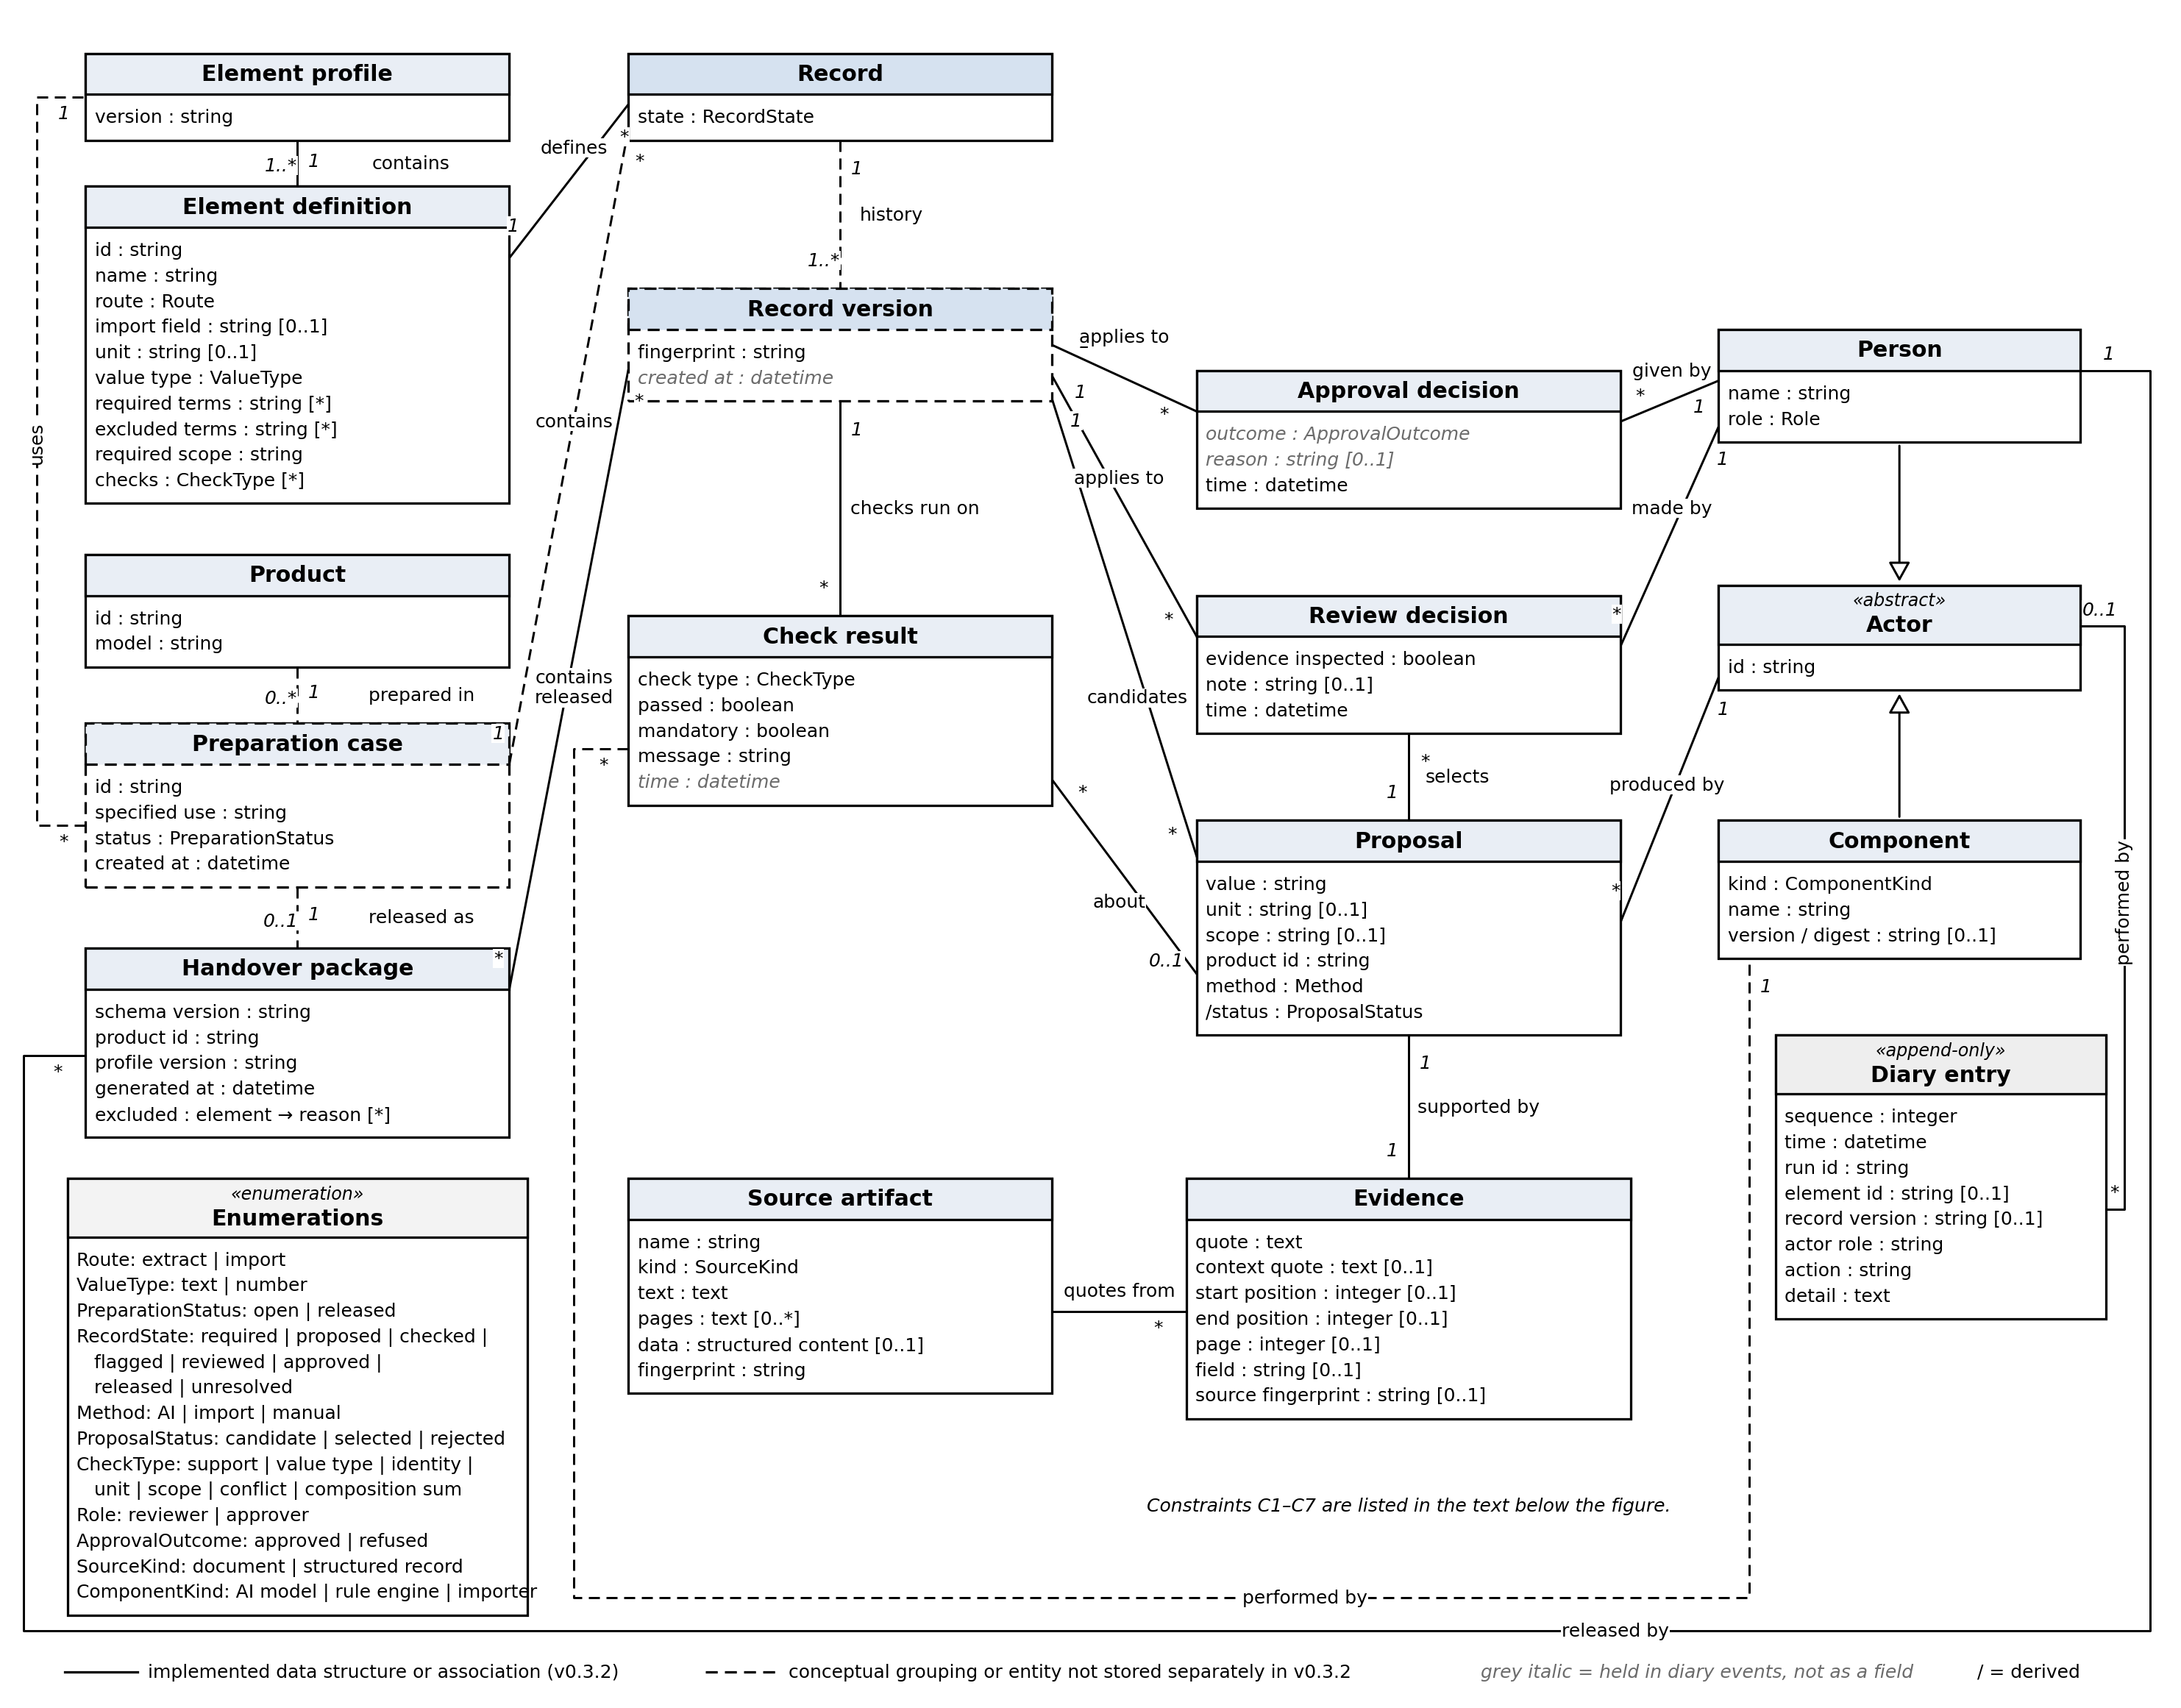 Element profile
version : string
1
1..*
1
contains
Element definition
id : string
name : string
route : Route
import field : string [0..1]
unit : string [0..1]
value type : ValueType
required terms : string [*]
excluded terms : string [*]
required scope : string
checks : CheckType [*]
1
defines
*
*
uses
Product
id : string
model : string
0..*
1
prepared in
Preparation case
1
id : string
specified use : string
status : PreparationStatus
created at : datetime
*
0..1
1
released as
Handover package
*
schema version : string
product id : string
profile version : string
generated at : datetime
excluded : element → reason [*]
*
«enumeration»
Enumerations
Route: extract | import
ValueType: text | number
PreparationStatus: open | released
RecordState: required | proposed | checked |
flagged | reviewed | approved |
released | unresolved
Method: AI | import | manual
ProposalStatus: candidate | selected | rejected
CheckType: support | value type | identity |
unit | scope | conflict | composition sum
Role: reviewer | approver
ApprovalOutcome: approved | refused
SourceKind: document | structured record
ComponentKind: AI model | rule engine | importer
Record
state : RecordState
1
history
1..*
Record version
fingerprint : string
created at : datetime
*
contains
contains
released
1
checks run on
*
Check result
check type : CheckType
passed : boolean
mandatory : boolean
message : string
time : datetime
*
Source artifact
name : string
kind : SourceKind
text : text
pages : text [0..*]
data : structured content [0..1]
fingerprint : string
applies to
1
*
1
applies to
*
candidates
*
*
about
0..1
quotes from
*
Approval decision
outcome : ApprovalOutcome
reason : string [0..1]
time : datetime
given by
*
1
Review decision
*
evidence inspected : boolean
note : string [0..1]
time : datetime
made by
1
*
selects
1
Proposal
value : string
unit : string [0..1]
scope : string [0..1]
product id : string
method : Method
/status : ProposalStatus
*
produced by
1
1
supported by
1
Evidence
quote : text
context quote : text [0..1]
start position : integer [0..1]
end position : integer [0..1]
page : integer [0..1]
field : string [0..1]
source fingerprint : string [0..1]
Person
name : string
role : Role
1
«abstract»
Actor
id : string
0..1
Component
kind : ComponentKind
name : string
version / digest : string [0..1]
1
performed by
«append-only»
Diary entry
sequence : integer
time : datetime
run id : string
element id : string [0..1]
record version : string [0..1]
actor role : string
action : string
detail : text
*
Constraints C1–C7 are listed in the text below the figure.
performed by
released by
implemented data structure or association (v0.3.2)
conceptual grouping or entity not stored separately in v0.3.2
grey italic = held in diary events, not as a field
/ = derived